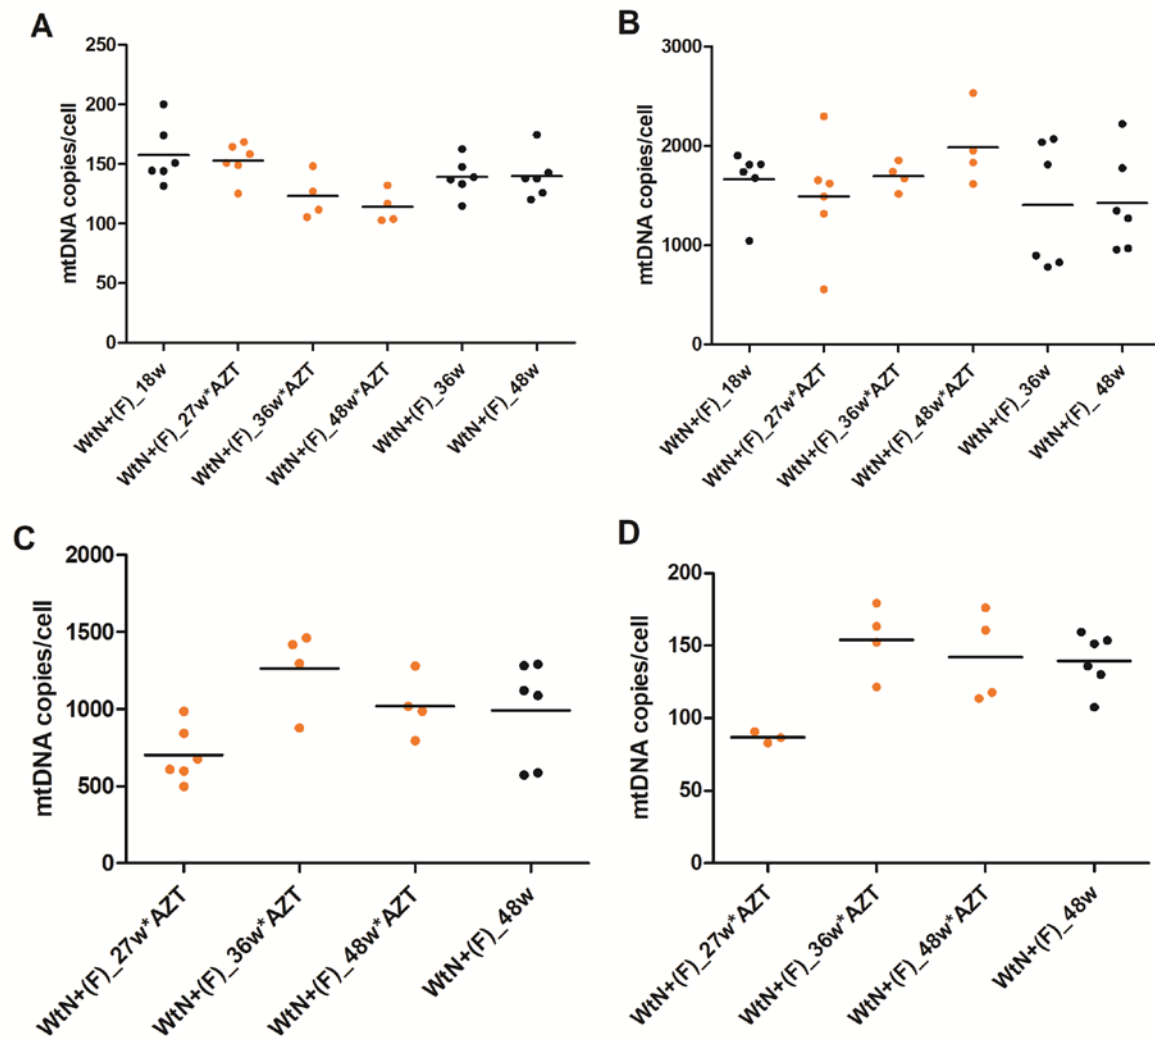 A
mtDNA copies/cell
250
200
150
100
50
0
WtN+(F)_18w
WtN+(F)_27w*AZT
WtN+(F)_36w*AZT
WtN+(F)_48w*AZT
WtN+(F)_36w
WtN+(F)_48w
B
mtDNA copies/cell
3000
2000
1000
0
WtN+(F)_18w
WtN+(F)_27w*AZT
WtN+(F)_36w*AZT
WtN+(F)_48w*AZT
WtN+(F)_36w
WtN+(F)_48w
C
mtDNA copies/cell
2000
1500
1000
500
0
WtN+(F)_27w*AZT
WtN+(F)_36w*AZT
WtN+(F)_48w*AZT
WtN+(F)_48w
D
mtDNA copies/cell
200
150
100
50
0
WtN+(F)_27w*AZT
WtN+(F)_36w*AZT
WtN+(F)_48w*AZT
WtN+(F)_48w